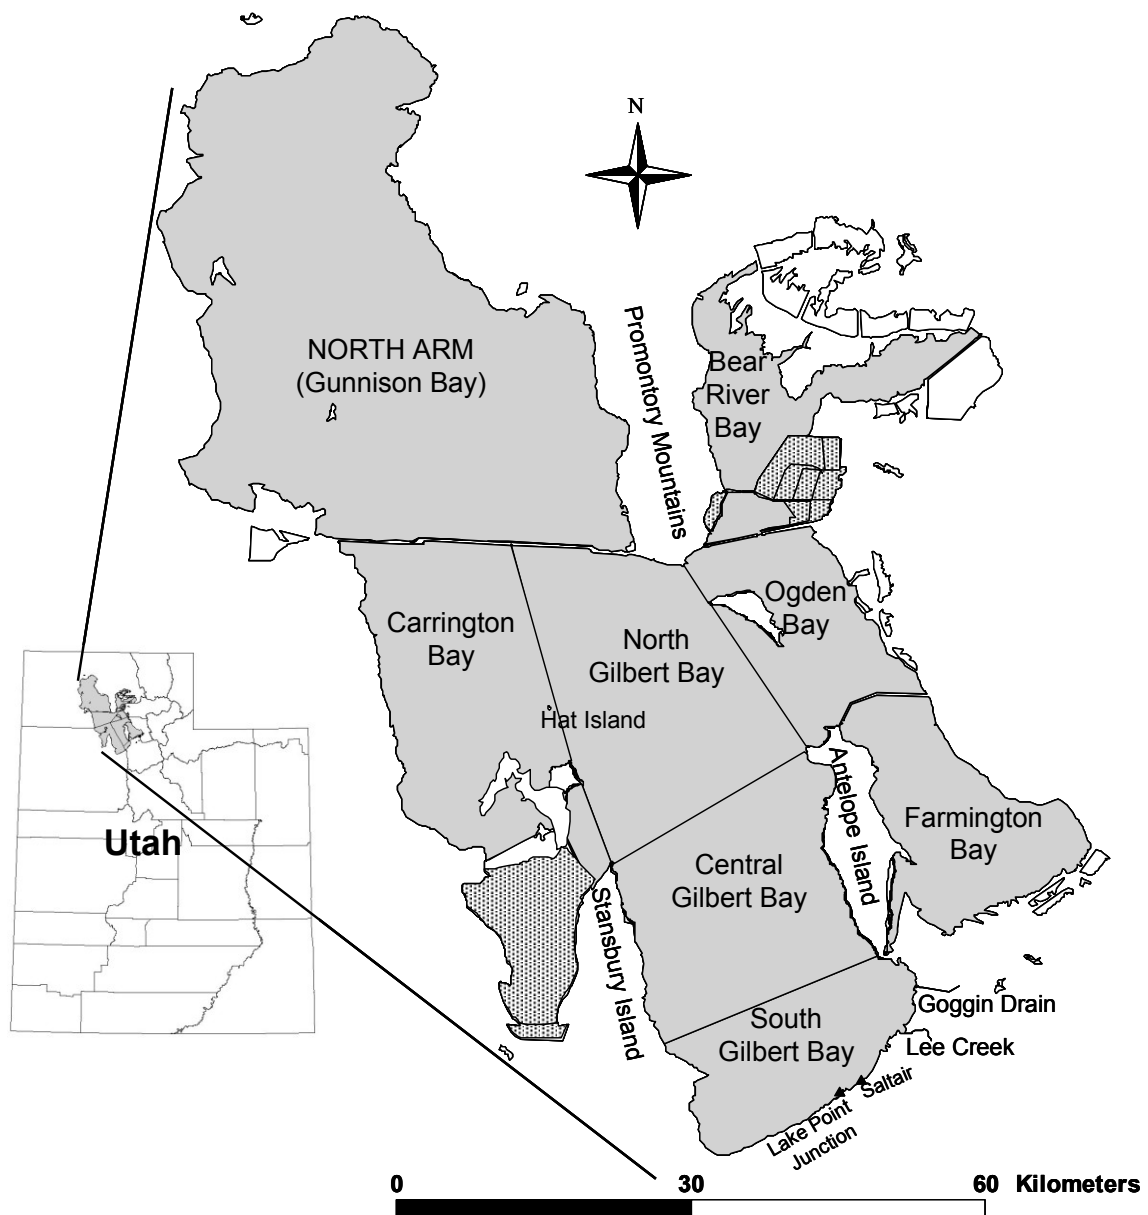 N
NORTH ARM
(Gunnison Bay)
Promontory Mountains
Bear
River
Bay
Carrington
Bay
North
Gilbert Bay
Ogden
Bay
Hat Island
Antelope Island
Farmington
Bay
Utah
Central
Gilbert Bay
Stansbury Island
South
Gilbert Bay
Goggin Drain
Lee Creek
Saltair
Lake Point
Junction
0 30 60 Kilometers